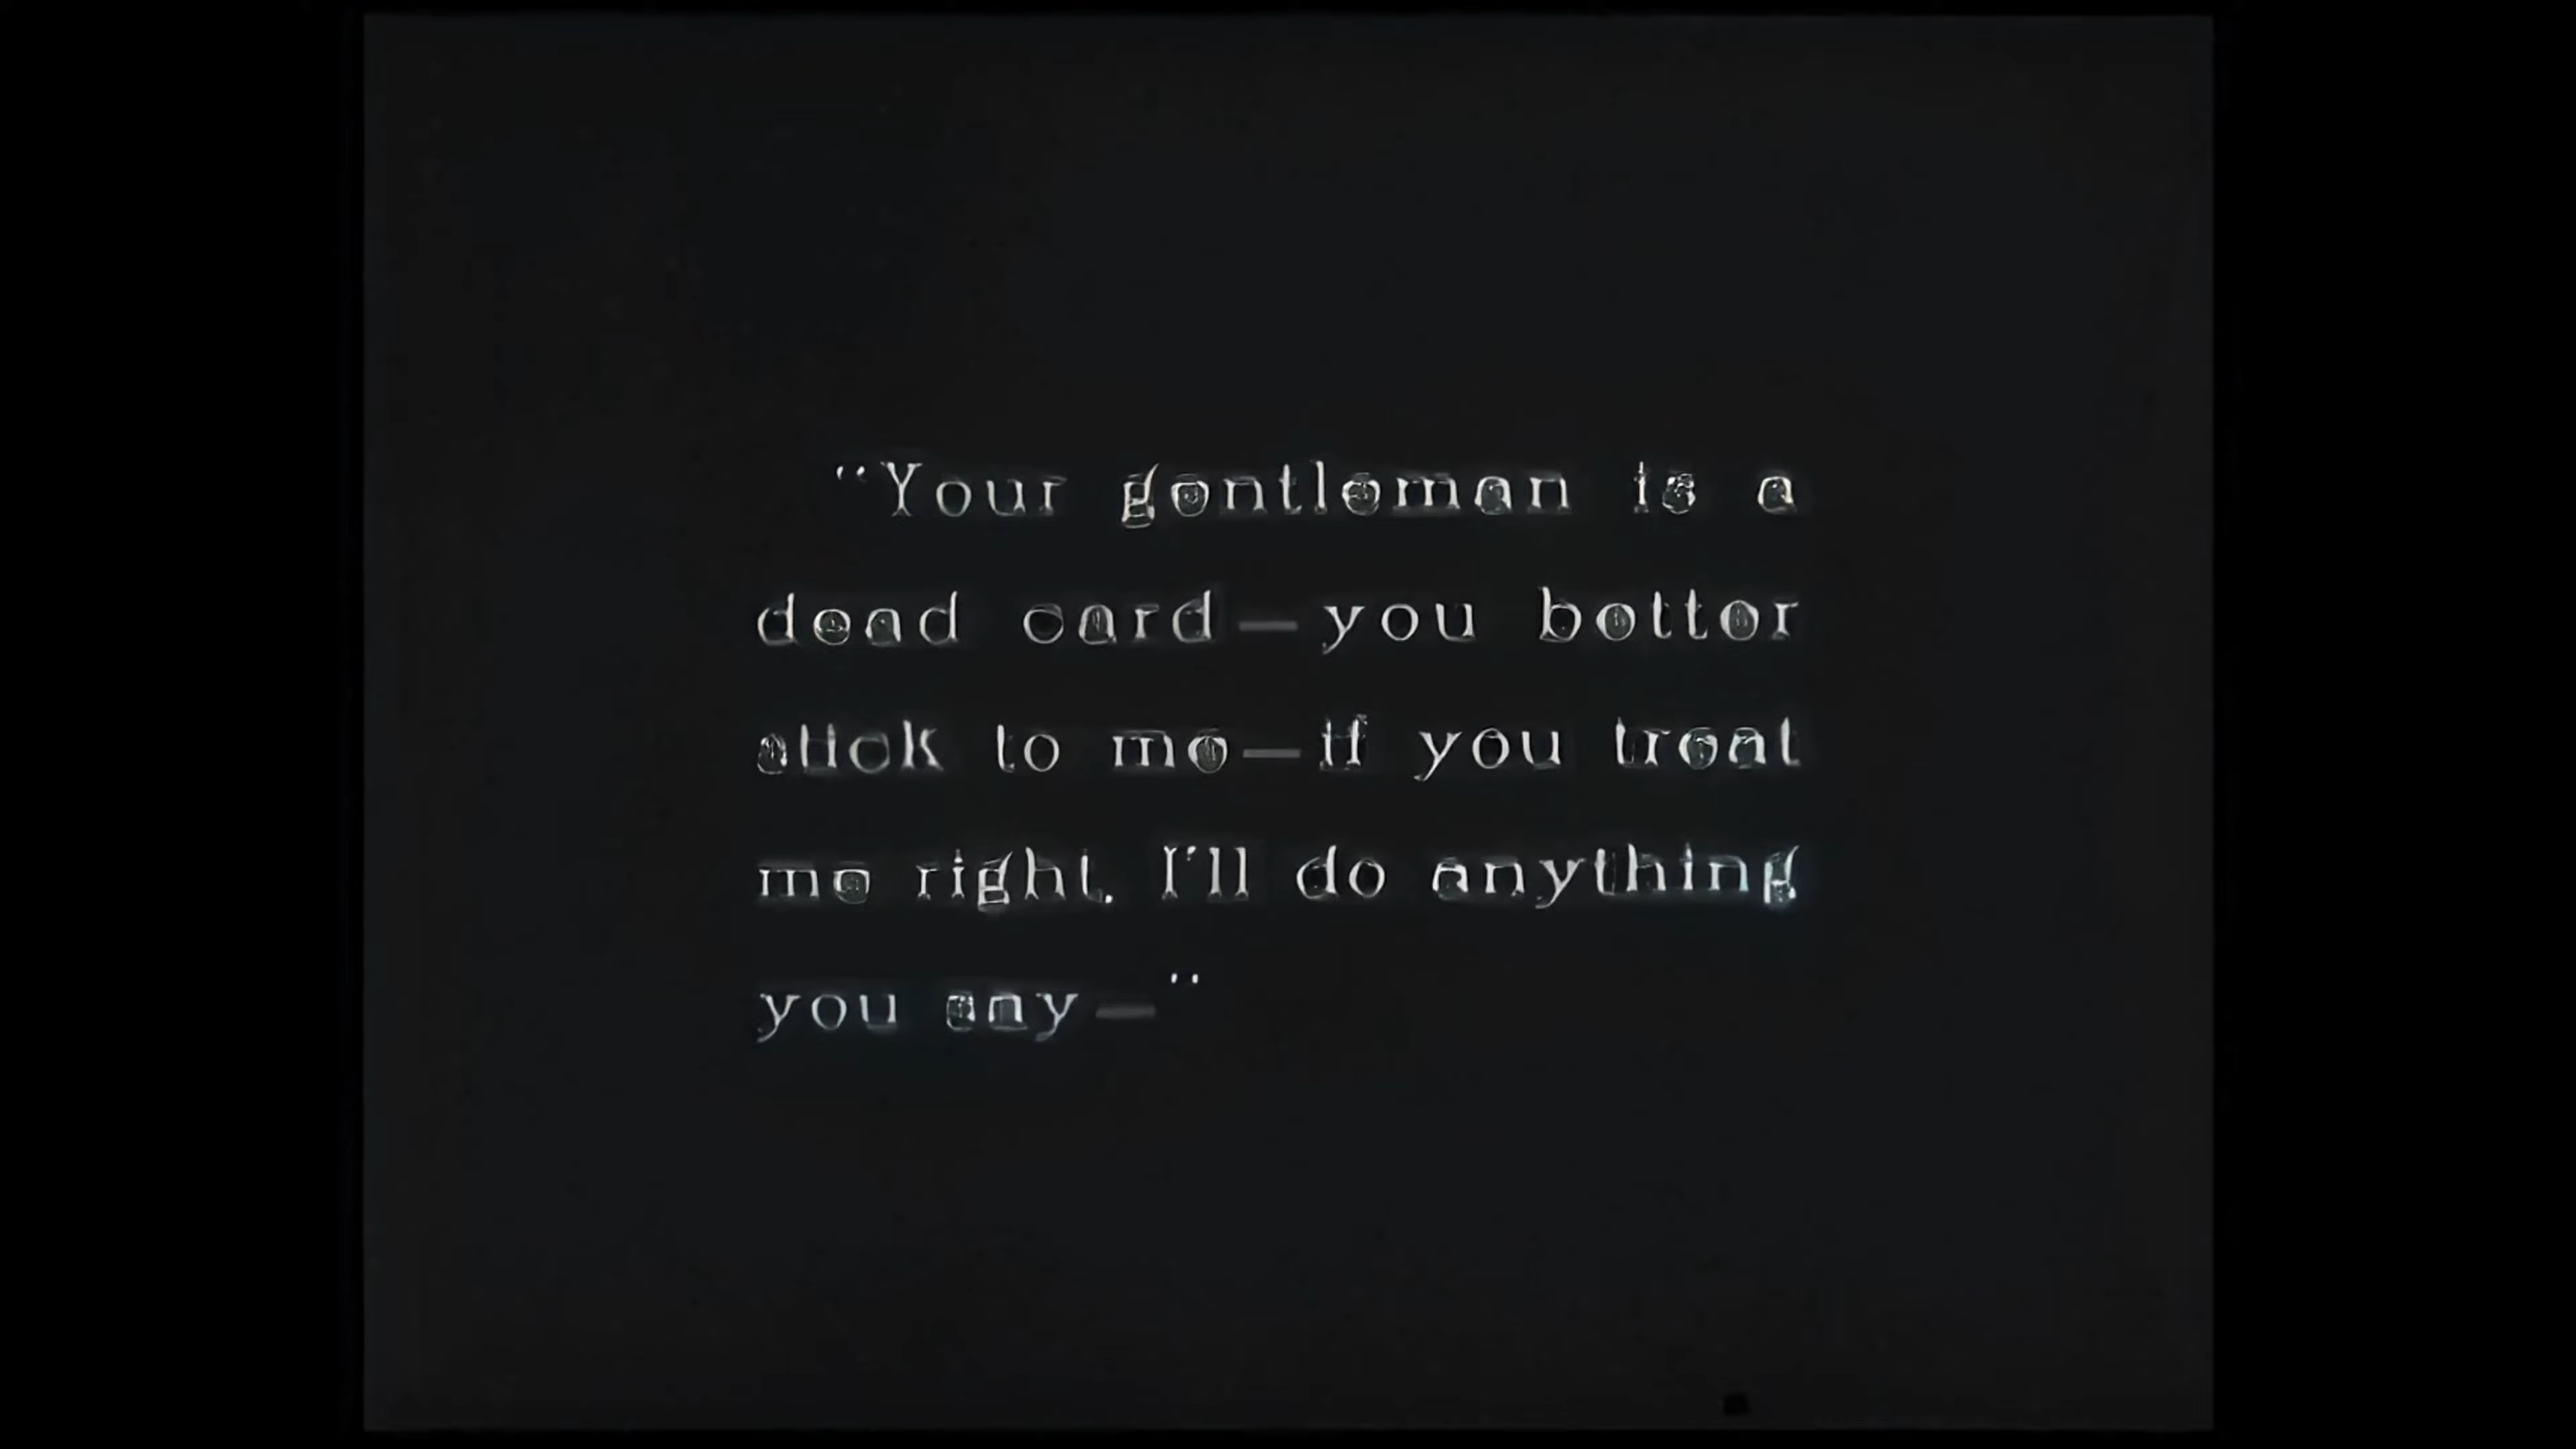 "Your gentleman is a
dead card—you better
stick to me—if you treat
me right, I'll do anything
you say—"